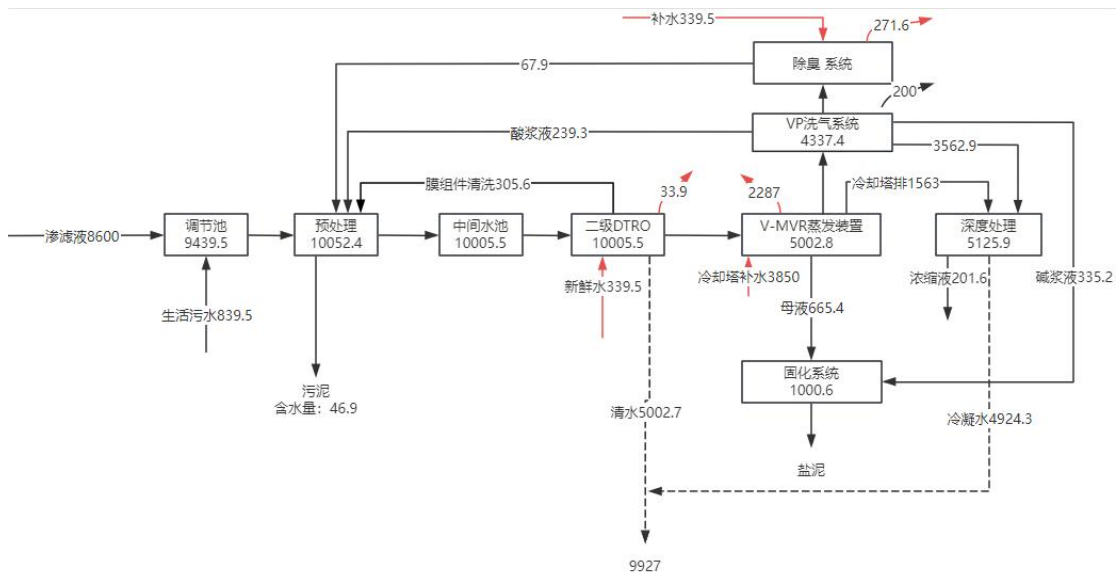 补水339.5
271.6
除臭 系统
67.9
200
VP洗气系统
4337.4
酸浆液239.3
3562.9
膜组件清洗305.6
33.9
2287
冷却塔排1563
渗滤液8600
调节池
9439.5
预处理
10052.4
中间水池
10005.5
二级DTRO
10005.5
V-MVR蒸发装置
5002.8
深度处理
5125.9
新鲜水339.5
冷却塔补水3850
浓缩液201.6
碱浆液335.2
生活污水839.5
母液665.4
固化系统
1000.6
污泥
含水量：46.9
清水5002.7
冷凝水4924.3
盐泥
9927